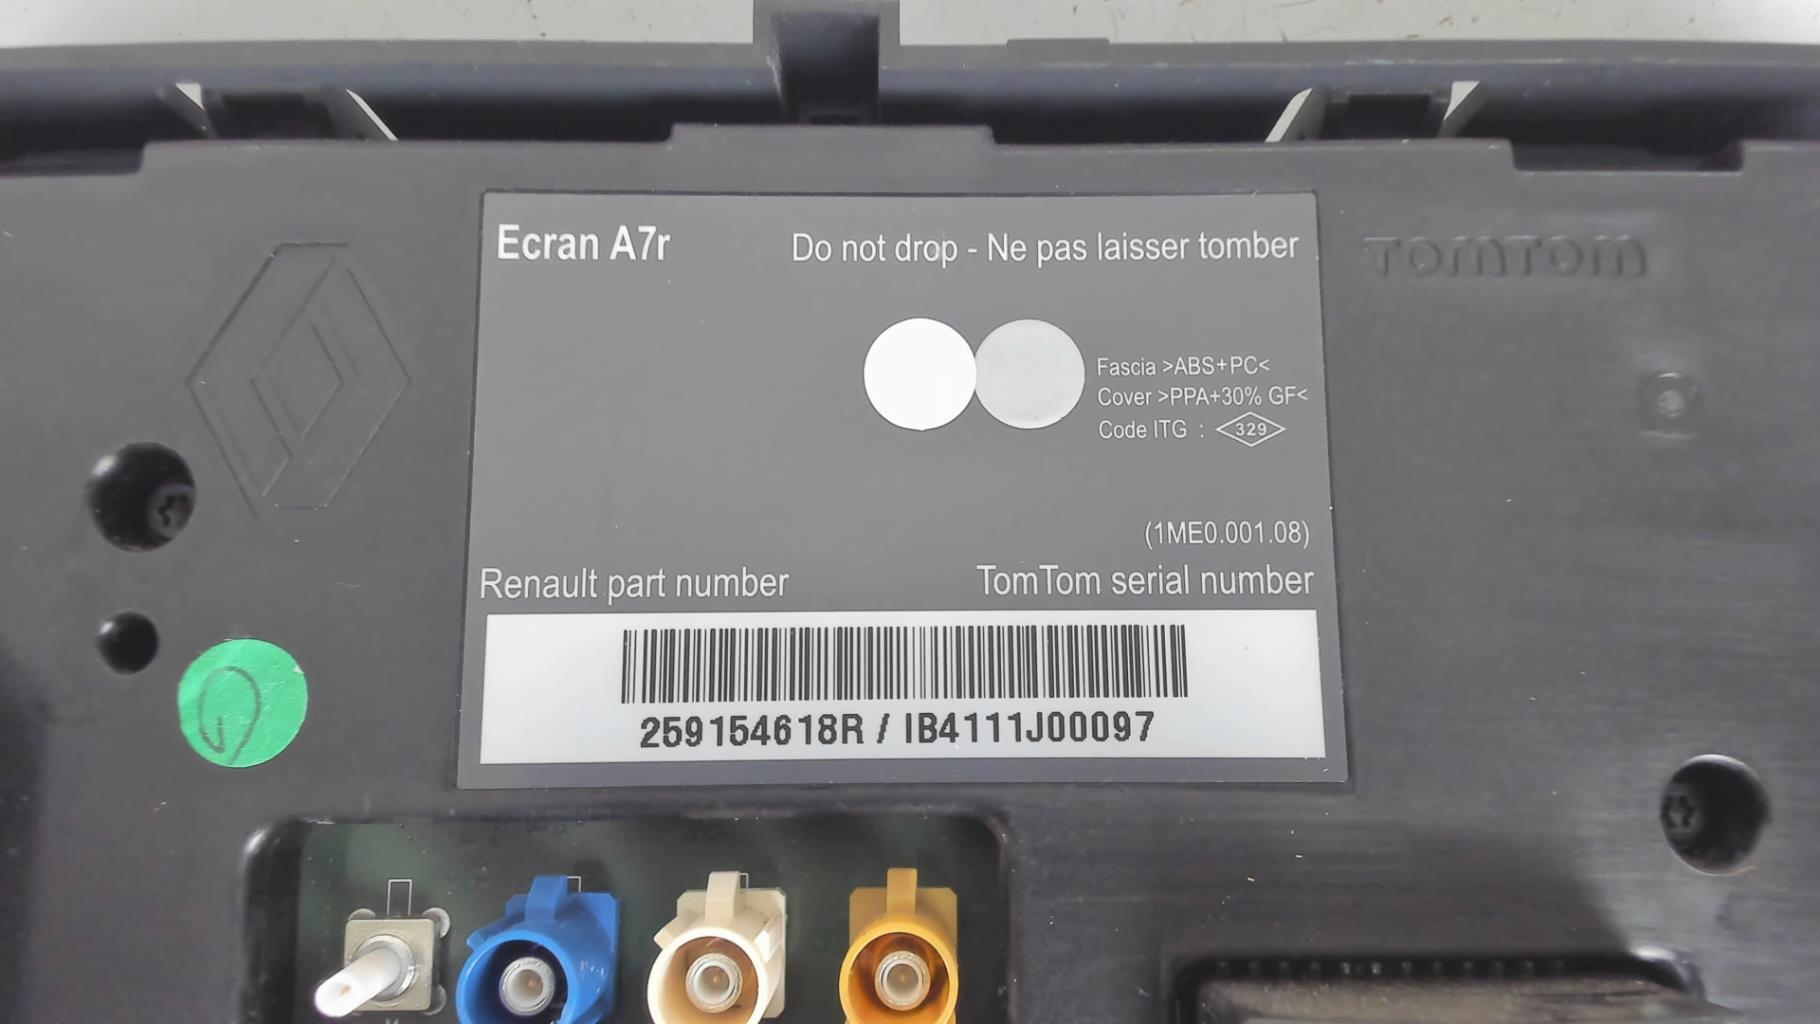 Ecran A7r
Do not drop - Ne pas laisser tomber
TOMTOM
Fascia >ABS+PC<
Cover >PPA+30% GF<
Code ITG : 329
(1ME0.001.08)
Renault part number
TomTom serial number
259154618R / IB4111J00097